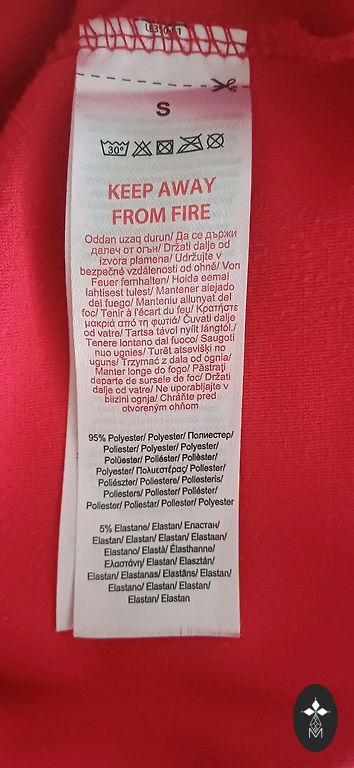 S
30°
KEEP AWAY
FROM FIRE
Oddan uzaq durun/ Да се държи
далеч от огън/ Držati dalje od
izvora plamena/ Udržujte v
bezpečné vzdálenosti od ohně/ Von
Feuer fernhalten/ Hoida eemal
lahtisest tulest/ Mantener alejado
del fuego/ Manteniu allunyat del
foc/ Tenir à l'écart du feu/ Κρατήστε
μακριά από τη φωτιά/ Čuvati dalje
od vatre/ Tartsa távol nyílt lángtól./
Tenere lontano dal fuoco/ Saugoti
nuo ugnies/ Turēt atsevišķi no
uguns/ Trzymać z dala od ognia/
Manter longe do fogo/ Păstrați
departe de sursele de foc/ Držati
dalje od vatre/ Ne uporabljajte v
blizini ognja/ Chráňte pred
otvoreným ohňom
95% Polyester/ Polyester/ Полиестер/
Poliester/ Polyester/ Polyester/
Polüester/ Poliéster/ Polièster/
Polyester/ Πολυεστέρας/ Poliester/
Poliészter/ Poliestere/ Poliesteris/
Poliesters/ Poliester/ Poliéster/
Poliester/ Poliestar/ Poliester/ Polyester
5% Elastane/ Elastan/ Еластан/
Elastan/ Elastan/ Elastan/ Elastaan/
Elastano/ Elastà/ Élasthanne/
Ελαστάνη/ Elastan/ Elasztán/
Elastan/ Elastanas/ Elastāns/ Elastan/
Elastano/ Elastan/ Elastan/
Elastan/ Elastan
M